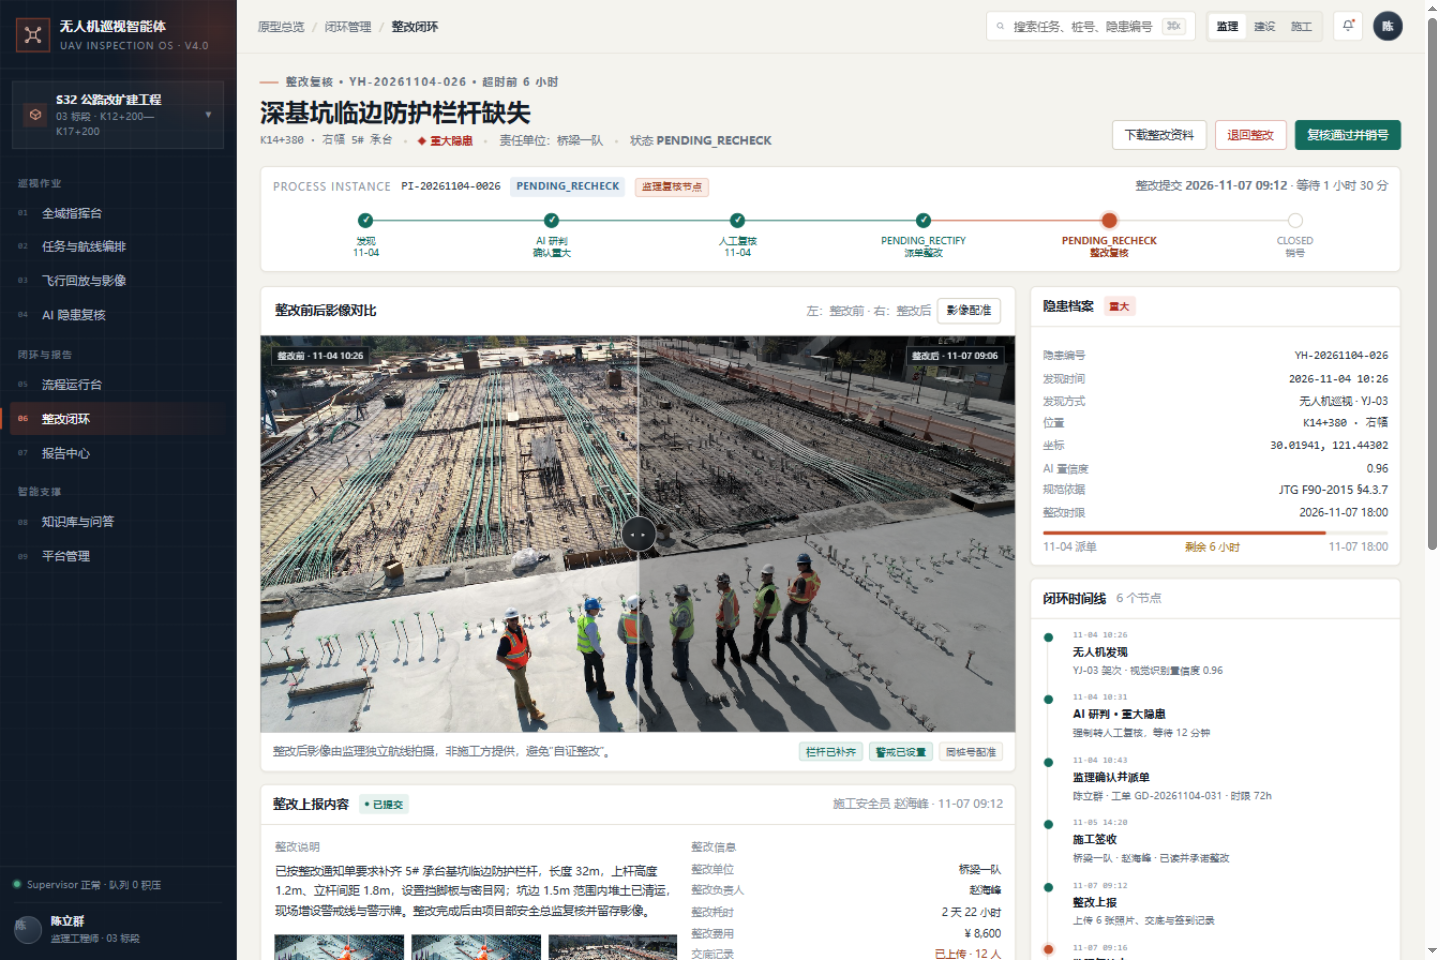 无人机巡视智能体
UAV INSPECTION OS · V4.0
S32 公路改扩建工程
03 标段 · K12+200—
K17+200
巡视作业
01 全域指挥台
02 任务与航线编排
03 飞行回放与影像
04 AI 隐患复核
闭环与报告
05 流程运行台
06 整改闭环
07 报告中心
智能支撑
08 知识库与问答
09 平台管理
Supervisor 正常 · 队列 0 积压
陈 陈立群
监理工程师 · 03 标段
原型总览 / 闭环管理 / 整改闭环
搜索任务、桩号、隐患编号 ⌘K
监理 建设 施工
陈
整改复核 • YH-20261104-026 • 超时前 6 小时
深基坑临边防护栏杆缺失
K14+380 · 右幅 5# 承台 · ◆ 重大隐患 · 责任单位：桥梁一队 · 状态 PENDING_RECHECK
下载整改资料 退回整改 复核通过并销号
PROCESS INSTANCE PI-20261104-0026 PENDING_RECHECK 监理复核节点
整改提交 2026-11-07 09:12 · 等待 1 小时 30 分
发现
11-04
AI 研判
确认重大
人工复核
11-04
PENDING_RECTIFY
派单整改
PENDING_RECHECK
整改复核
CLOSED
销号
整改前后影像对比
左：整改前 · 右：整改后 影像配准
整改前 · 11-04 10:26
整改后 · 11-07 09:06
整改后影像由监理独立航线拍摄，非施工方提供，避免“自证整改”。
栏杆已补齐 警戒已设置 同桩号配准
整改上报内容 • 已提交
施工安全员 赵海峰 · 11-07 09:12
整改说明
已按整改通知单要求补齐 5# 承台基坑临边防护栏杆，长度 32m，上杆高度
1.2m、立杆间距 1.8m，设置挡脚板与密目网；坑边 1.5m 范围内堆土已清运，
现场增设警戒线与警示牌。整改完成后由项目部安全总监复核并留存影像。
整改信息
整改单位 桥梁一队
整改负责人 赵海峰
整改耗时 2 天 22 小时
整改费用 ¥ 8,600
交底记录 已上传 · 12 人
隐患档案 重大
隐患编号 YH-20261104-026
发现时间 2026-11-04 10:26
发现方式 无人机巡视 · YJ-03
位置 K14+380 · 右幅
坐标 30.01941, 121.44302
AI 置信度 0.96
规范依据 JTG F90-2015 §4.3.7
整改时限 2026-11-07 18:00
11-04 派单 剩余 6 小时 11-07 18:00
闭环时间线 6 个节点
11-04 10:26
无人机发现
YJ-03 架次 · 视觉识别置信度 0.96
11-04 10:31
AI 研判 • 重大隐患
强制转人工复核，等待 12 分钟
11-04 10:43
监理确认并派单
陈立群 · 工单 GD-20261104-031 · 时限 72h
11-05 14:20
施工签收
桥梁一队 · 赵海峰 · 已读并承诺整改
11-07 09:12
整改上报
上传 6 张照片、交底与签到记录
11-07 09:16